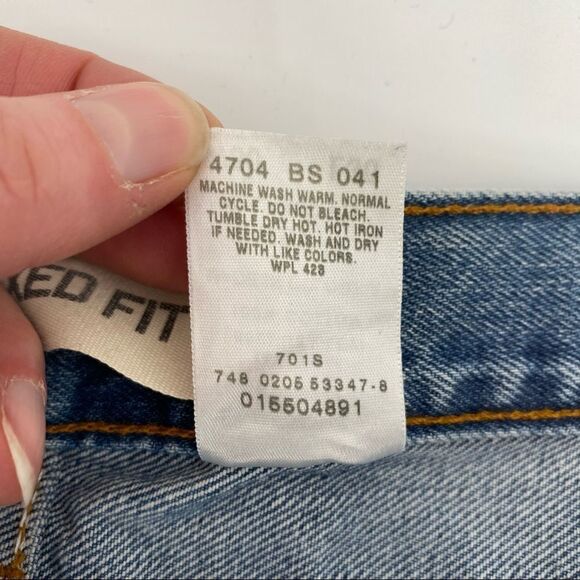 4704 BS 041
MACHINE WASH WARM. NORMAL
CYCLE. DO NOT BLEACH.
TUMBLE DRY HOT. HOT IRON
IF NEEDED. WASH AND DRY
WITH LIKE COLORS.
WPL 423
XED FIT
701S
748 0205 53347-8
015504891